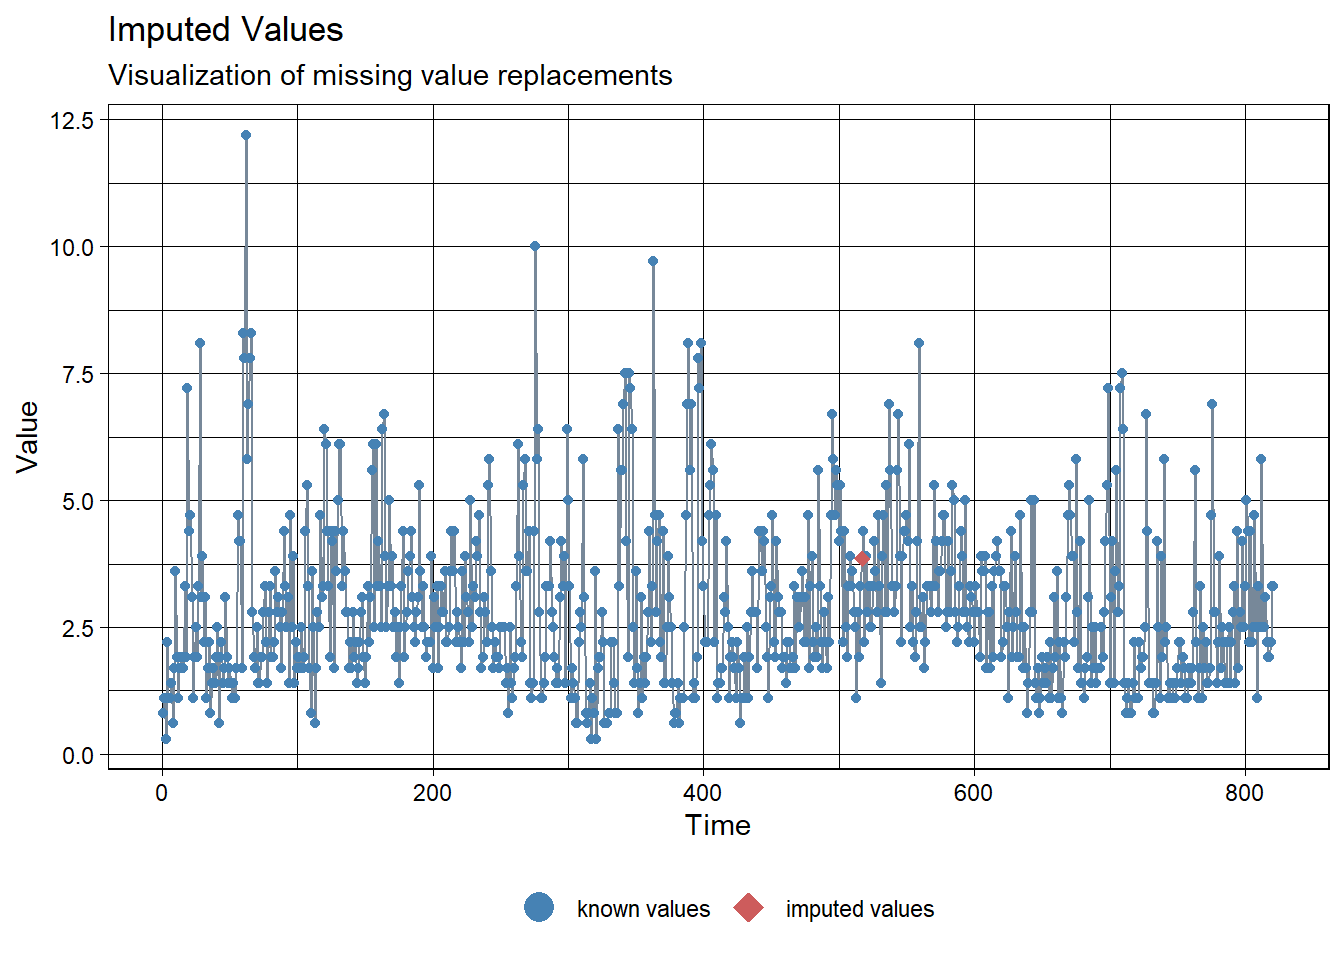 Imputed Values
Visualization of missing value replacements
12.5
10.0
7.5
5.0
2.5
0.0
Value
0 200 400 600 800
Time
known values imputed values